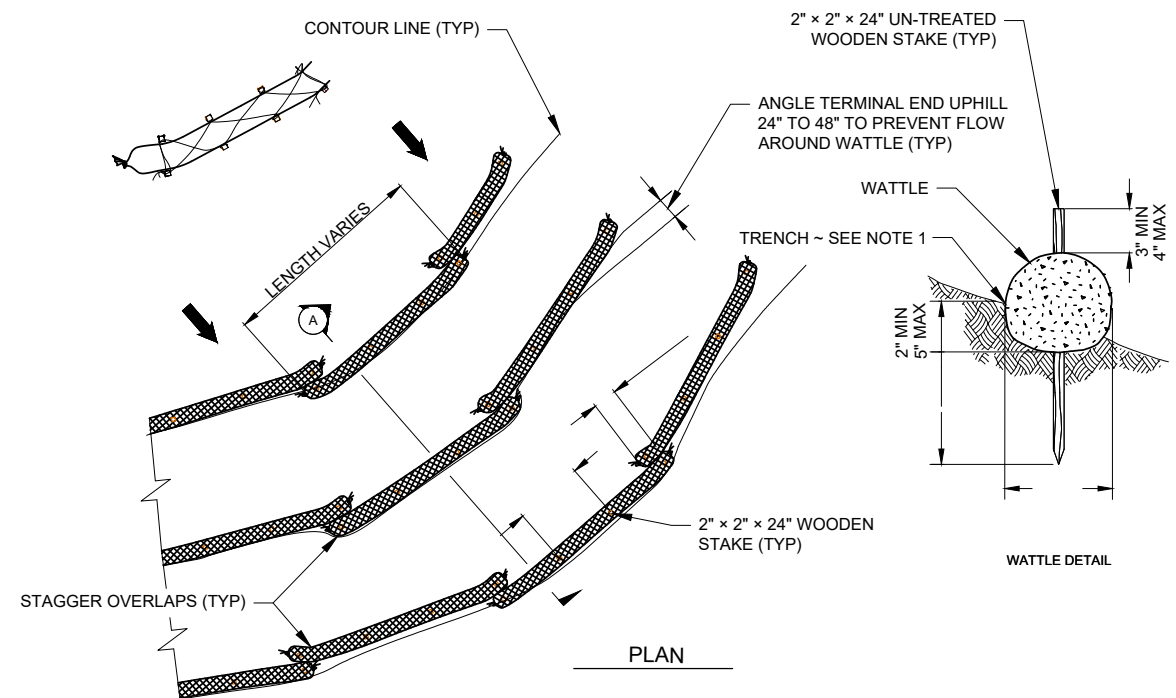 CONTOUR LINE (TYP)
2" × 2" × 24" UN-TREATED
WOODEN STAKE (TYP)
ANGLE TERMINAL END UPHILL
24" TO 48" TO PREVENT FLOW
AROUND WATTLE (TYP)
WATTLE
TRENCH ~ SEE NOTE 1
3" MIN
4" MAX
LENGTH VARIES
A
2" MIN
5" MAX
2" × 2" × 24" WOODEN
STAKE (TYP)
WATTLE DETAIL
STAGGER OVERLAPS (TYP)
PLAN